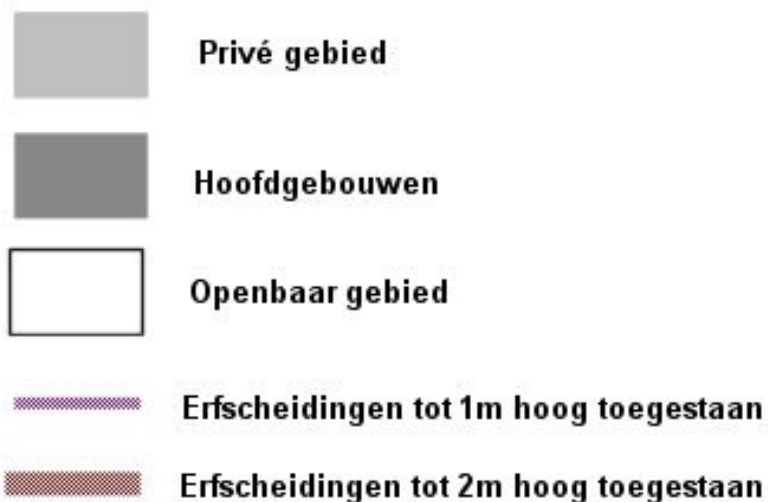 Privé gebied
Hoofdgebouwen
Openbaar gebied
Erfscheidingen tot 1m hoog toegestaan
Erfscheidingen tot 2m hoog toegestaan